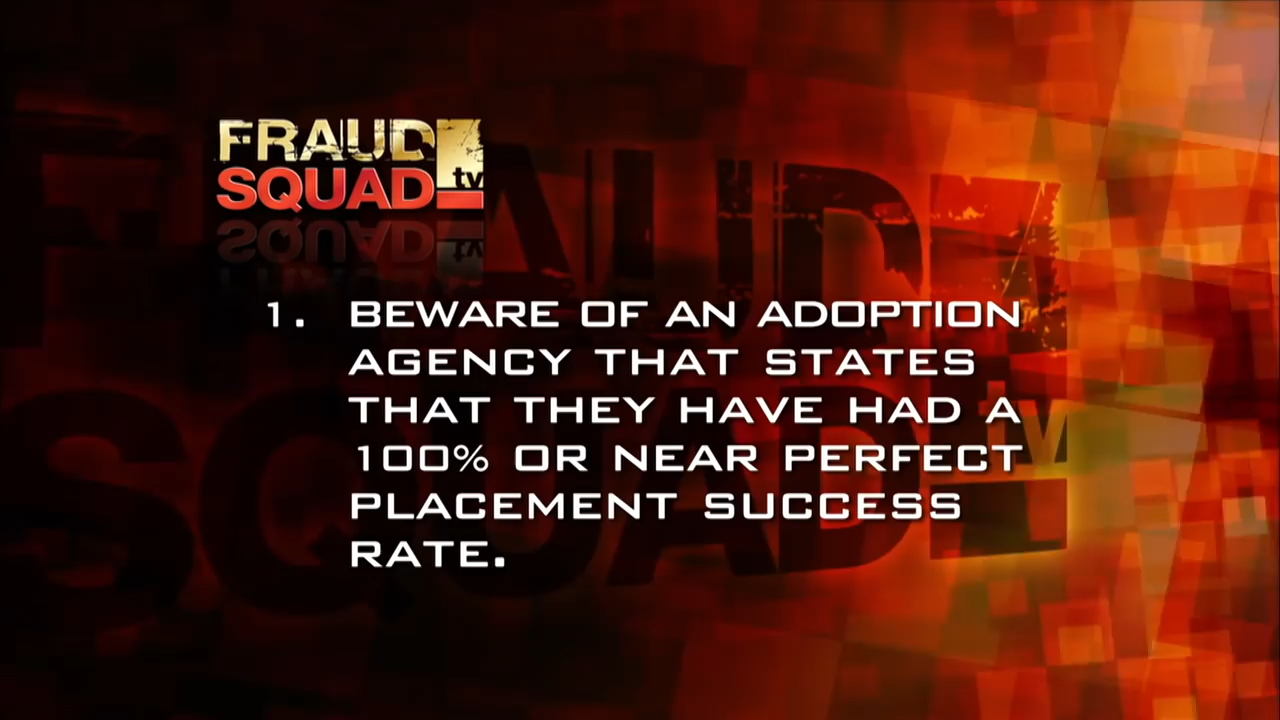 FRAUD
SQUAD
tv
1. BEWARE OF AN ADOPTION
AGENCY THAT STATES
THAT THEY HAVE HAD A
100% OR NEAR PERFECT
PLACEMENT SUCCESS
RATE.